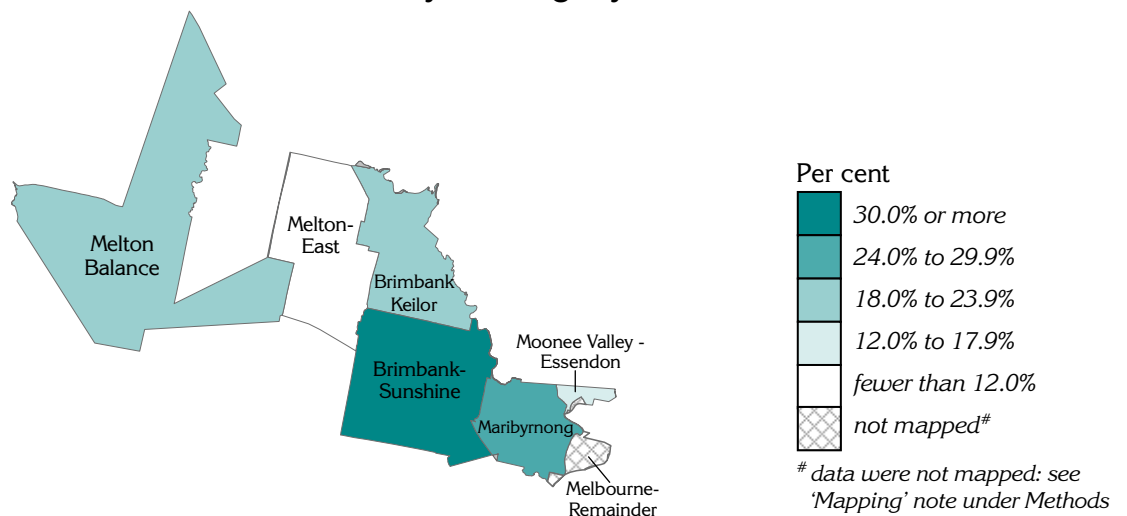 Melton
Balance
Melton-
East
Brimbank
Keilor
Brimbank-
Sunshine
Moonee Valley -
Essendon
Maribyrnong
Melbourne-
Remainder
Per cent
30.0% or more
24.0% to 29.9%
18.0% to 23.9%
12.0% to 17.9%
fewer than 12.0%
not mapped#
# data were not mapped: see
'Mapping' note under Methods